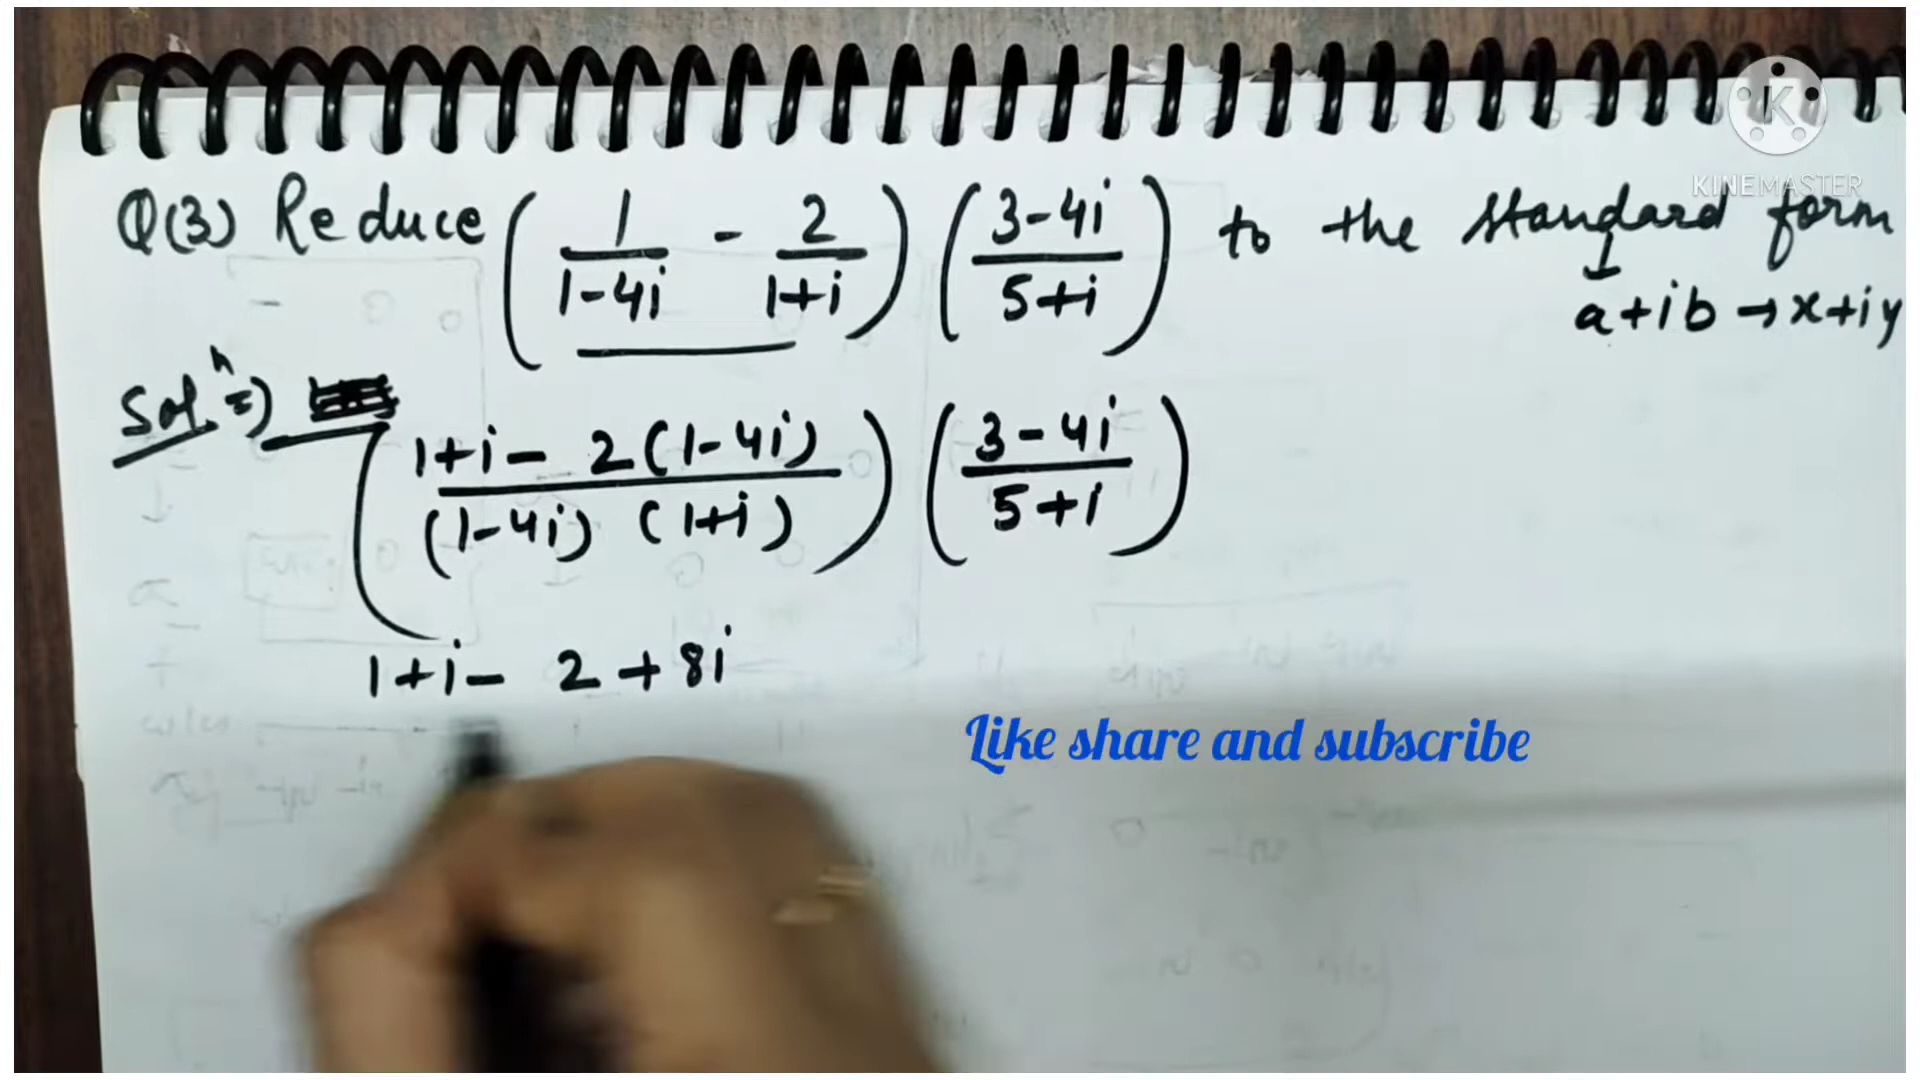 KINEMASTER
Q(3) Reduce (1/(1-4i) - 2/(1+i)) ((3-4i)/(5+i)) to the standard form
a+ib → x+iy
Solⁿ ⇒ ((1+i- 2(1-4i))/((1-4i) (1+i))) ((3-4i)/(5+i))
1+i- 2+8i
Like share and subscribe